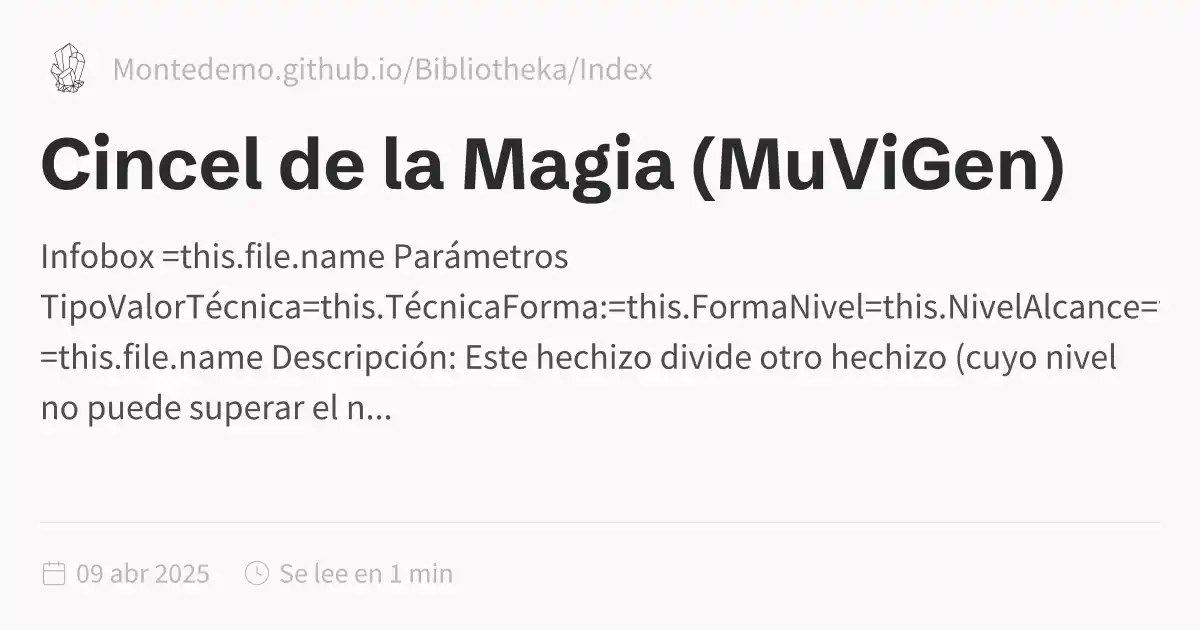 Montedemo.github.io/Bibliotheka/Index
Cincel de la Magia (MuViGen)
Infobox =this.file.name Parámetros
TipoValorTécnica=this.TécnicaForma:=this.FormaNivel=this.NivelAlcance=
=this.file.name Descripción: Este hechizo divide otro hechizo (cuyo nivel
no puede superar el n...
09 abr 2025 Se lee en 1 min